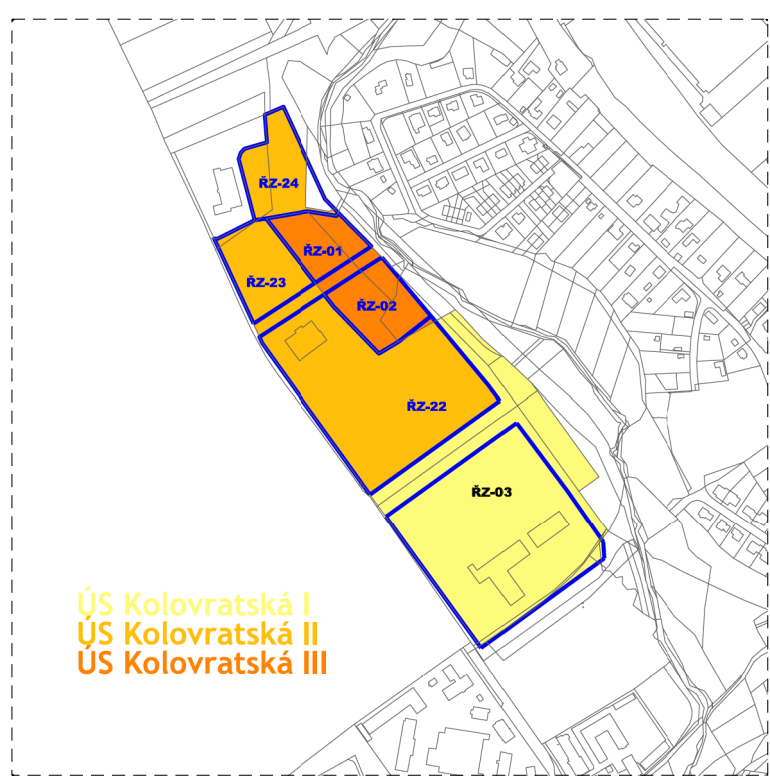 ŘZ-24
ŘZ-01
ŘZ-23
ŘZ-02
ŘZ-22
ŘZ-03
ÚS Kolovratská I
ÚS Kolovratská II
ÚS Kolovratská III